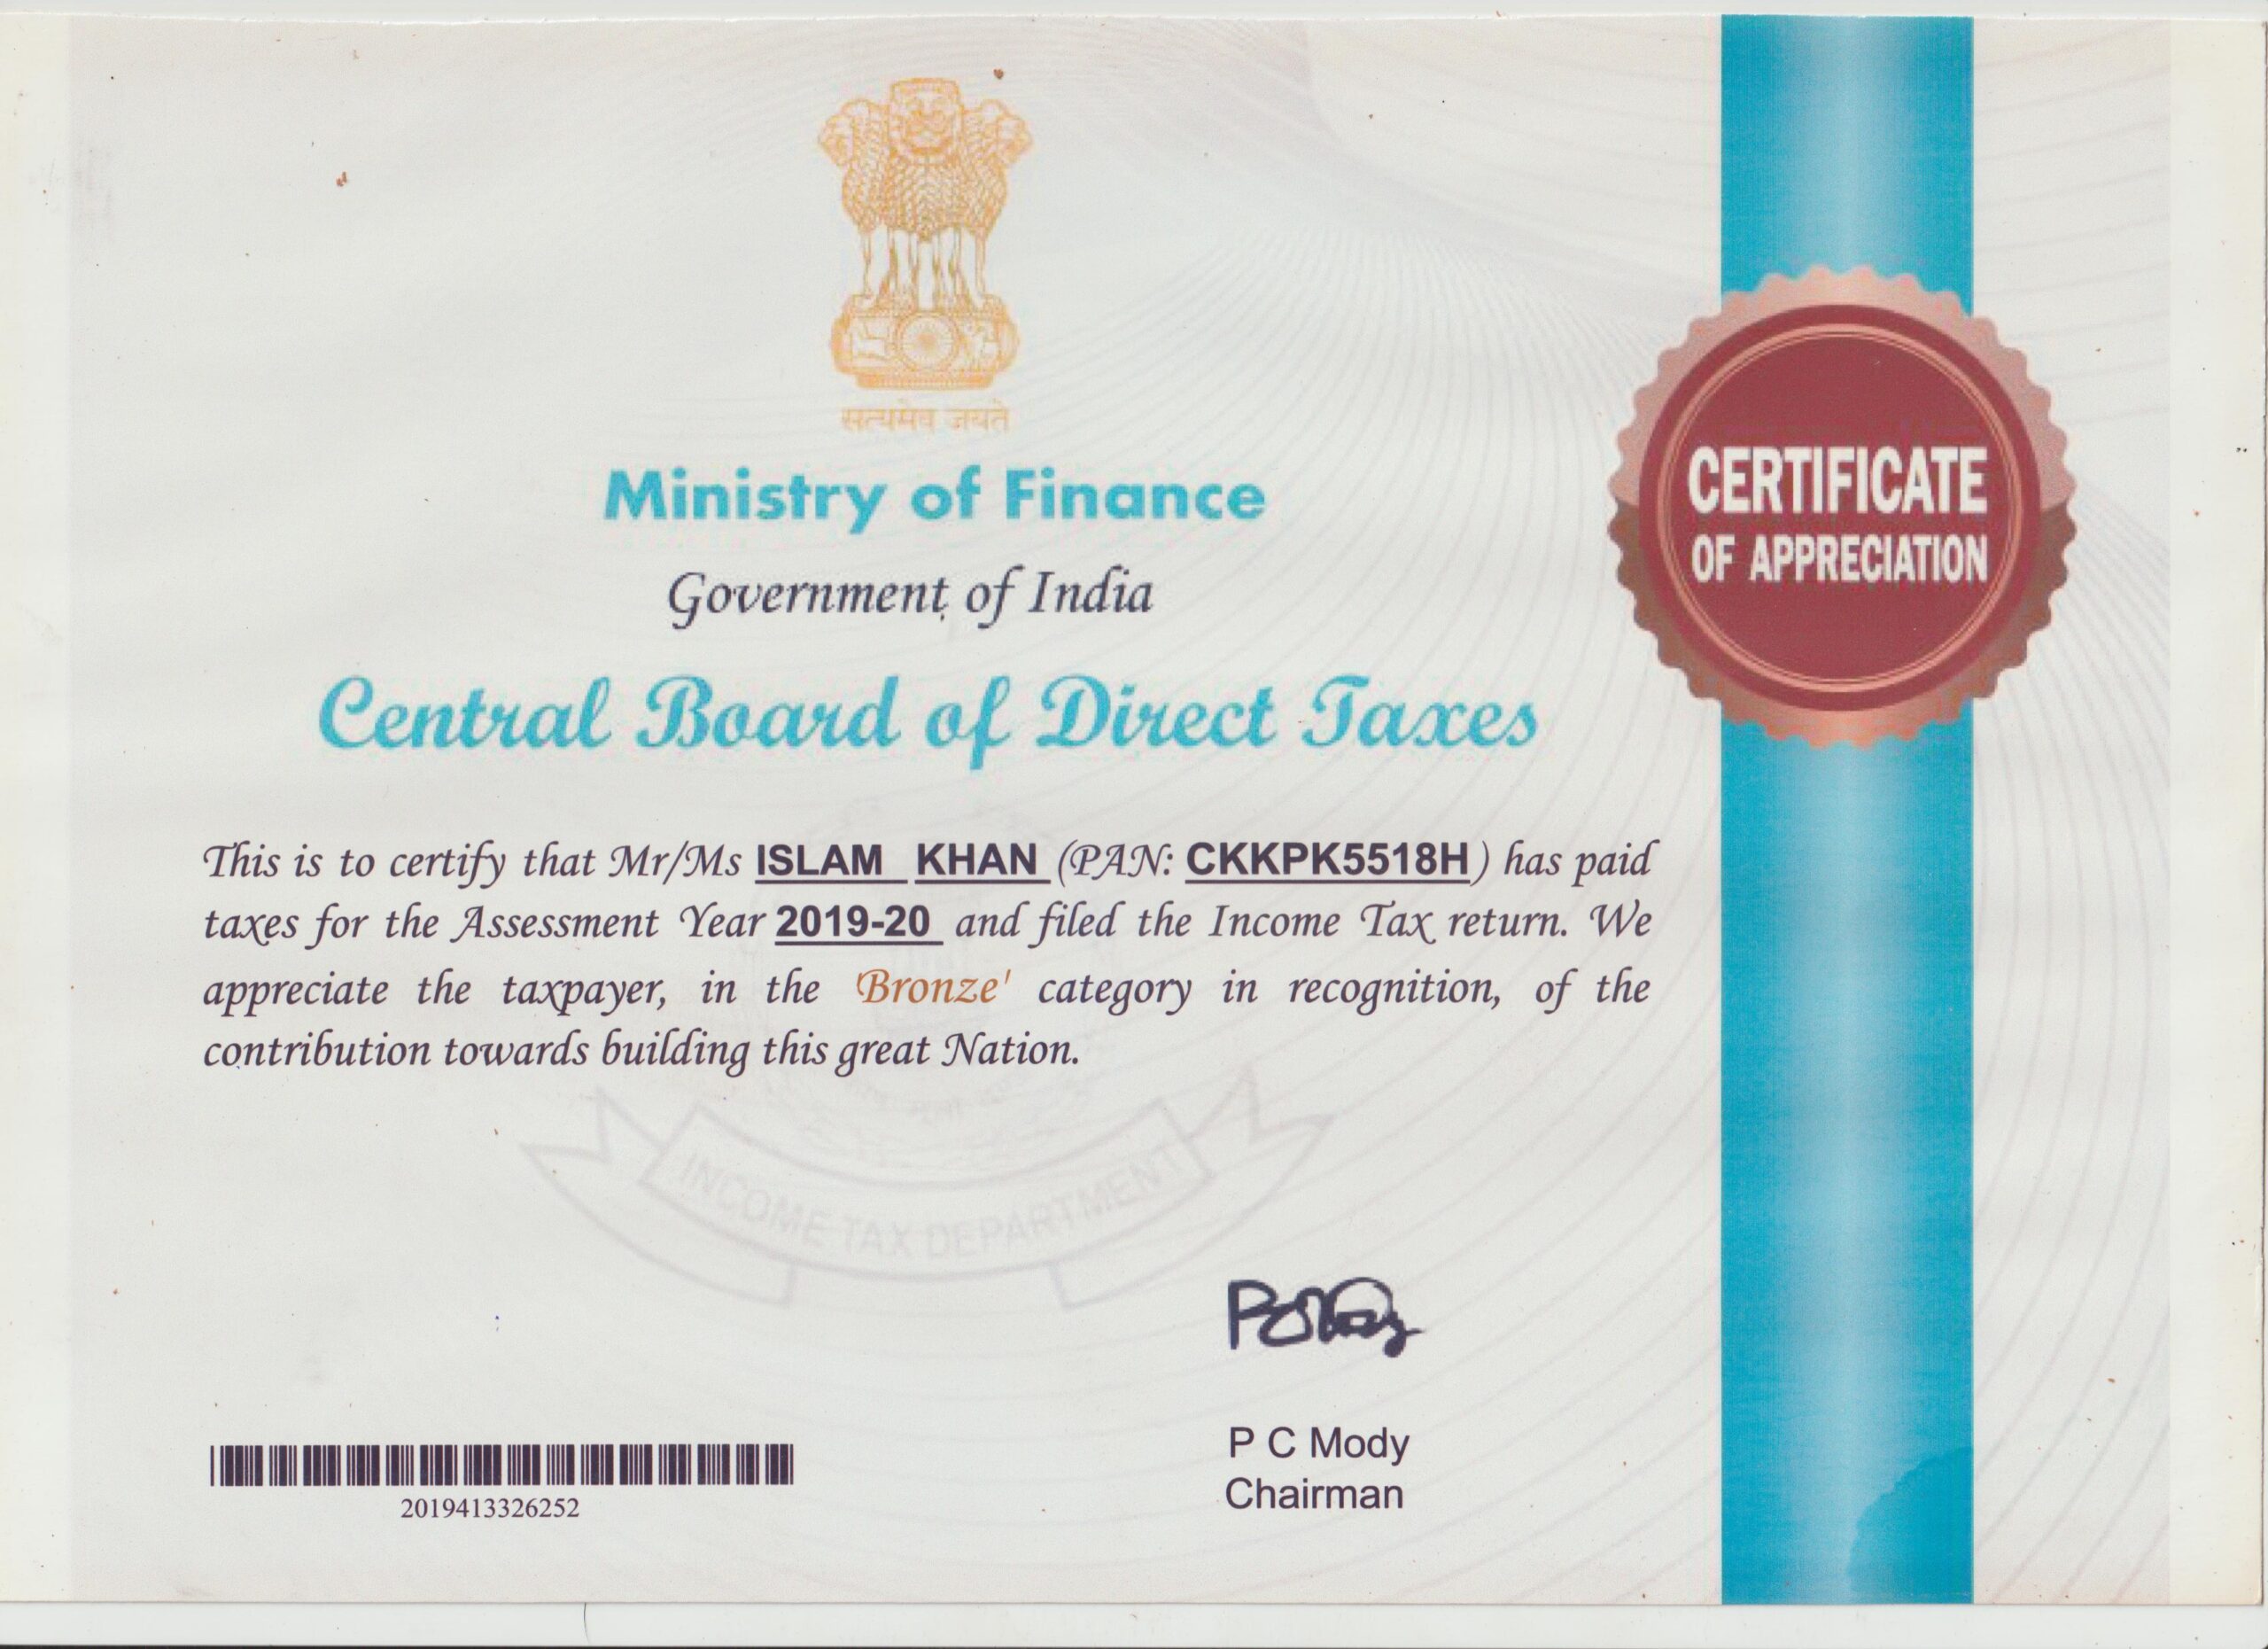 सत्यमेव जयते
Ministry of Finance
Government of India
Central Board of Direct Taxes
CERTIFICATE
OF APPRECIATION
This is to certify that Mr/Ms ISLAM KHAN (PAN: CKKPK5518H) has paid
taxes for the Assessment Year 2019-20 and filed the Income Tax return. We
appreciate the taxpayer, in the 'Bronze' category in recognition, of the
contribution towards building this great Nation.
INCOME TAX DEPARTMENT
P C Mody
Chairman
2019413326252